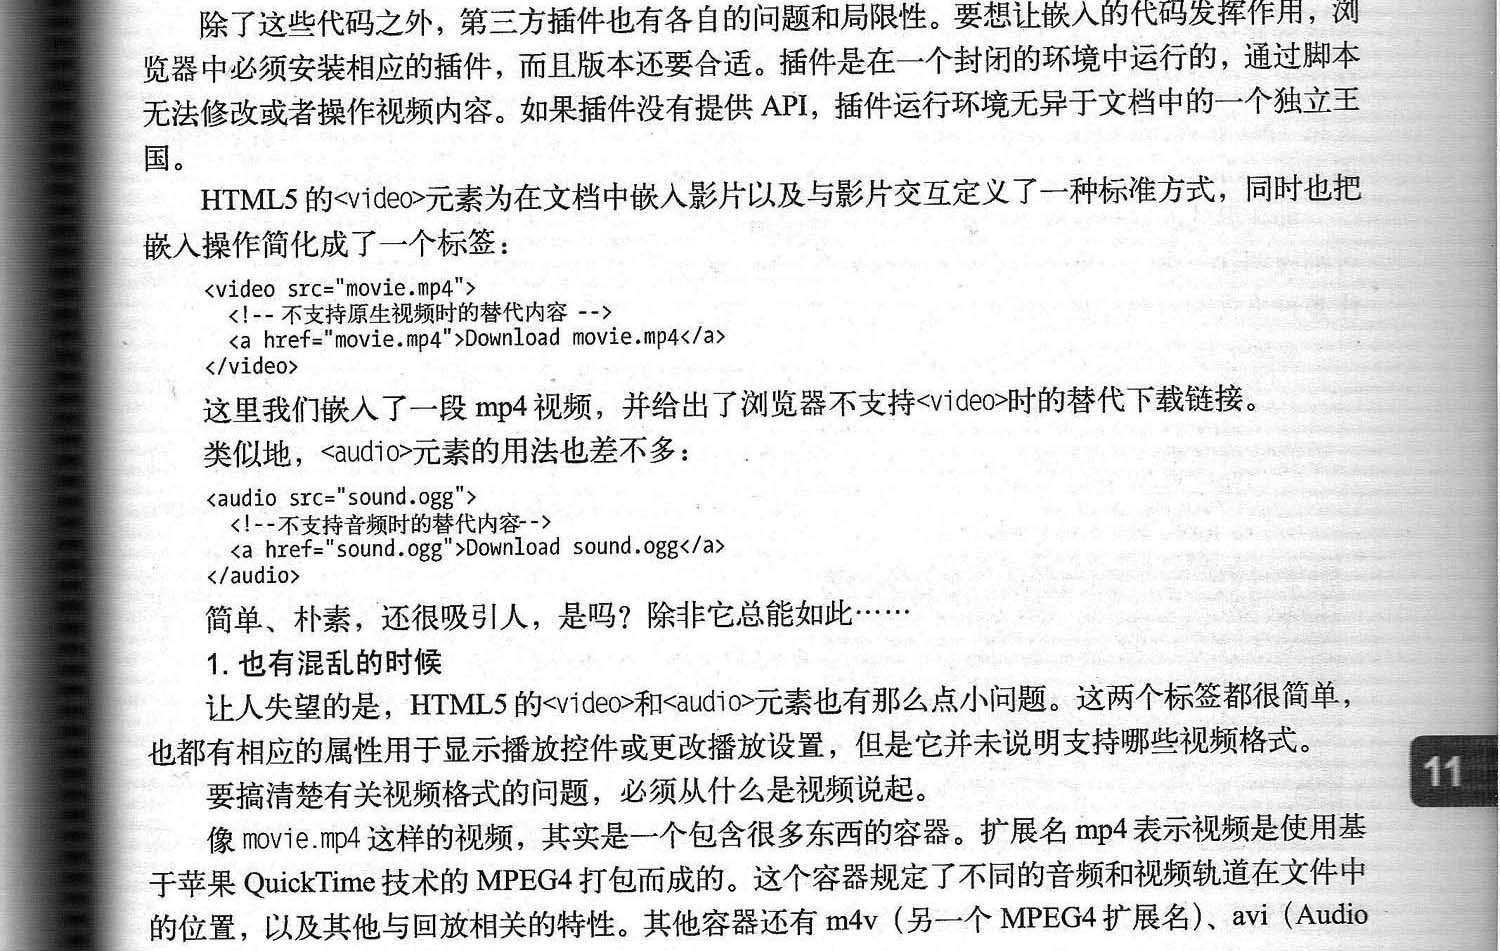 除了这些代码之外，第三方插件也有各自的问题和局限性。要想让嵌入的代码发挥作用，浏
览器中必须安装相应的插件，而且版本还要合适。插件是在一个封闭的环境中运行的，通过脚本
无法修改或者操作视频内容。如果插件没有提供 API，插件运行环境无异于文档中的一个独立王
国。
HTML5 的<video>元素为在文档中嵌入影片以及与影片交互定义了一种标准方式，同时也把
嵌入操作简化成了一个标签：
<video src="movie.mp4">
  <!-- 不支持原生视频时的替代内容 -->
  <a href="movie.mp4">Download movie.mp4</a>
</video>
这里我们嵌入了一段 mp4 视频，并给出了浏览器不支持<video>时的替代下载链接。
类似地，<audio>元素的用法也差不多：
<audio src="sound.ogg">
  <!--不支持音频时的替代内容-->
  <a href="sound.ogg">Download sound.ogg</a>
</audio>
简单、朴素，还很吸引人，是吗？除非它总能如此……
1. 也有混乱的时候
让人失望的是，HTML5 的<video>和<audio>元素也有那么点小问题。这两个标签都很简单，
也都有相应的属性用于显示播放控件或更改播放设置，但是它并未说明支持哪些视频格式。
11
要搞清楚有关视频格式的问题，必须从什么是视频说起。
像 movie.mp4 这样的视频，其实是一个包含很多东西的容器。扩展名 mp4 表示视频是使用基
于苹果 QuickTime 技术的 MPEG4 打包而成的。这个容器规定了不同的音频和视频轨道在文件中
的位置，以及其他与回放相关的特性。其他容器还有 m4v（另一个 MPEG4 扩展名）、avi（Audio